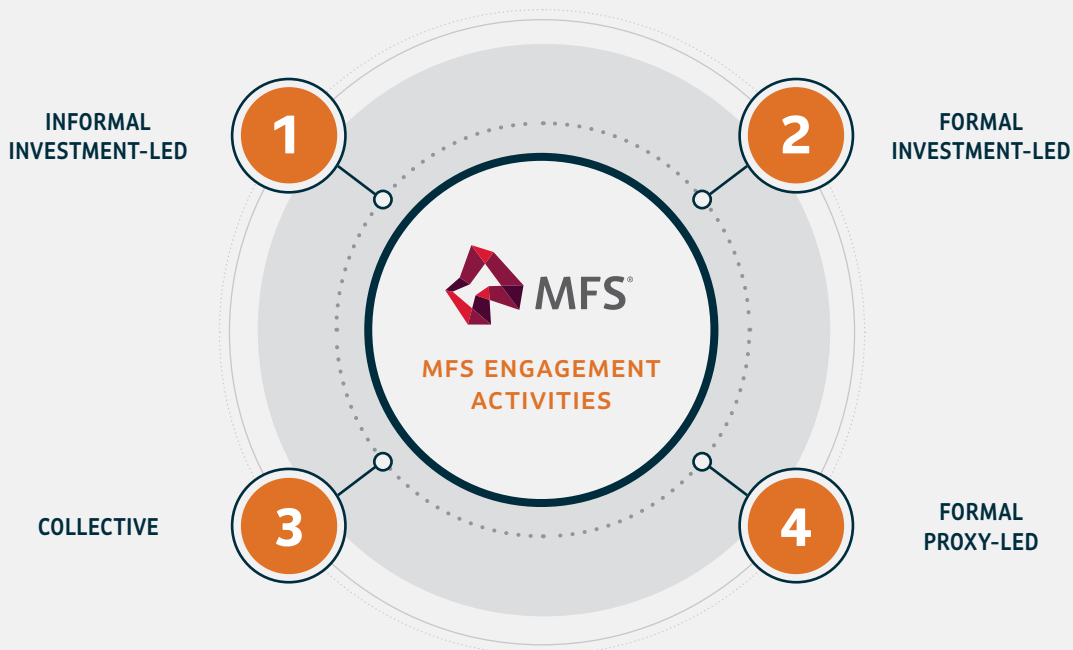 INFORMAL
INVESTMENT-LED
1
2
FORMAL
INVESTMENT-LED
MFS®
MFS ENGAGEMENT
ACTIVITIES
COLLECTIVE
3
4
FORMAL
PROXY-LED